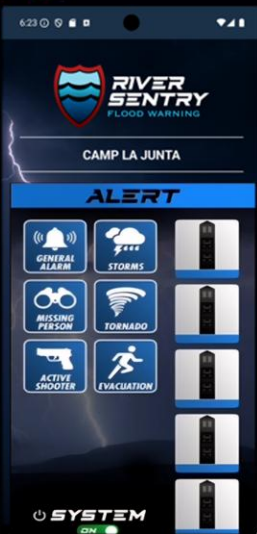 6:23
RIVER
SENTRY
FLOOD WARNING
CAMP LA JUNTA
ALERT
GENERAL
ALARM
STORMS
MISSING
PERSON
TORNADO
ACTIVE
SHOOTER
EVACUATION
SYSTEM
ON